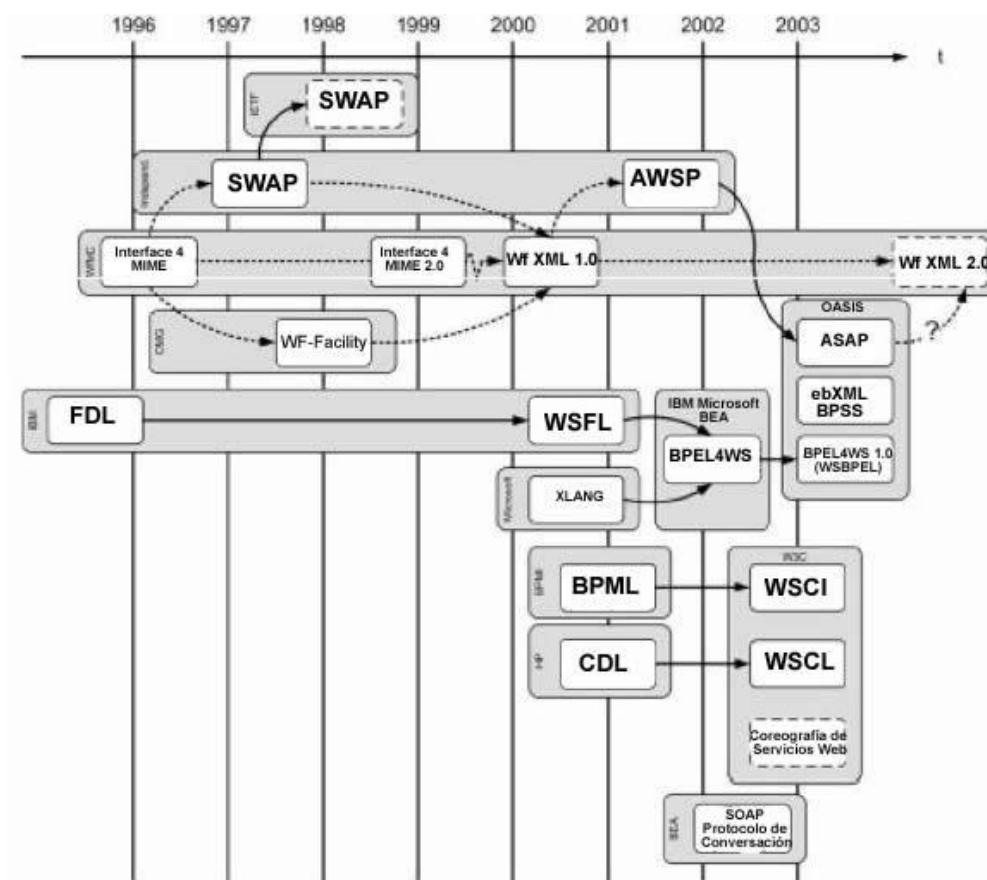 1996 1997 1998 1999 2000 2001 2002 2003
t
IETF
SWAP
SWAP
AWSP
WfMC
Interface 4
MIME
Interface 4
MIME 2.0
Wf XML 1.0
Wf XML 2.0
OMG
WF-Facility
OASIS
ASAP
?
ebXML
BPSS
BPEL4WS 1.0
(WSBPEL)
IBM
FDL
WSFL
IBM Microsoft
BEA
BPEL4WS
Microsoft
XLANG
BPMI
BPML
W3C
WSCI
HP
CDL
WSCL
Coreografía de
Servicios Web
BEA
SOAP
Protocolo de
Conversación